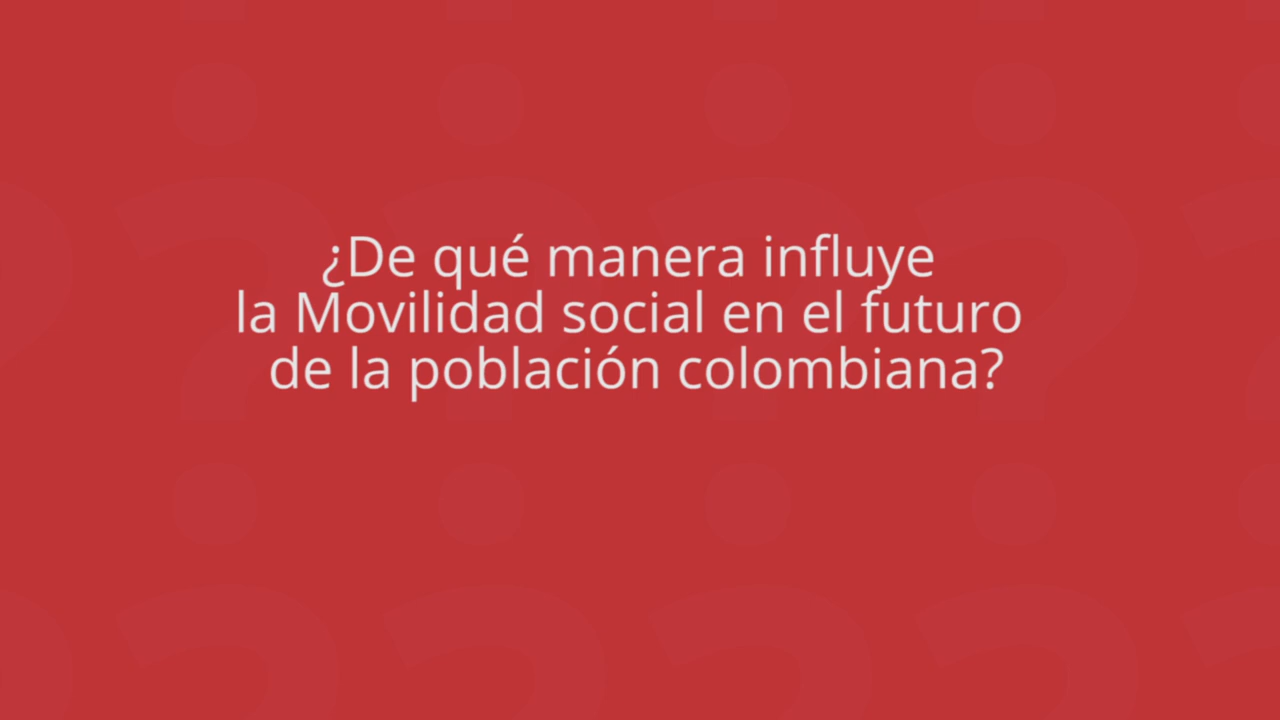 ¿De qué manera influye
la Movilidad social en el futuro
de la población colombiana?